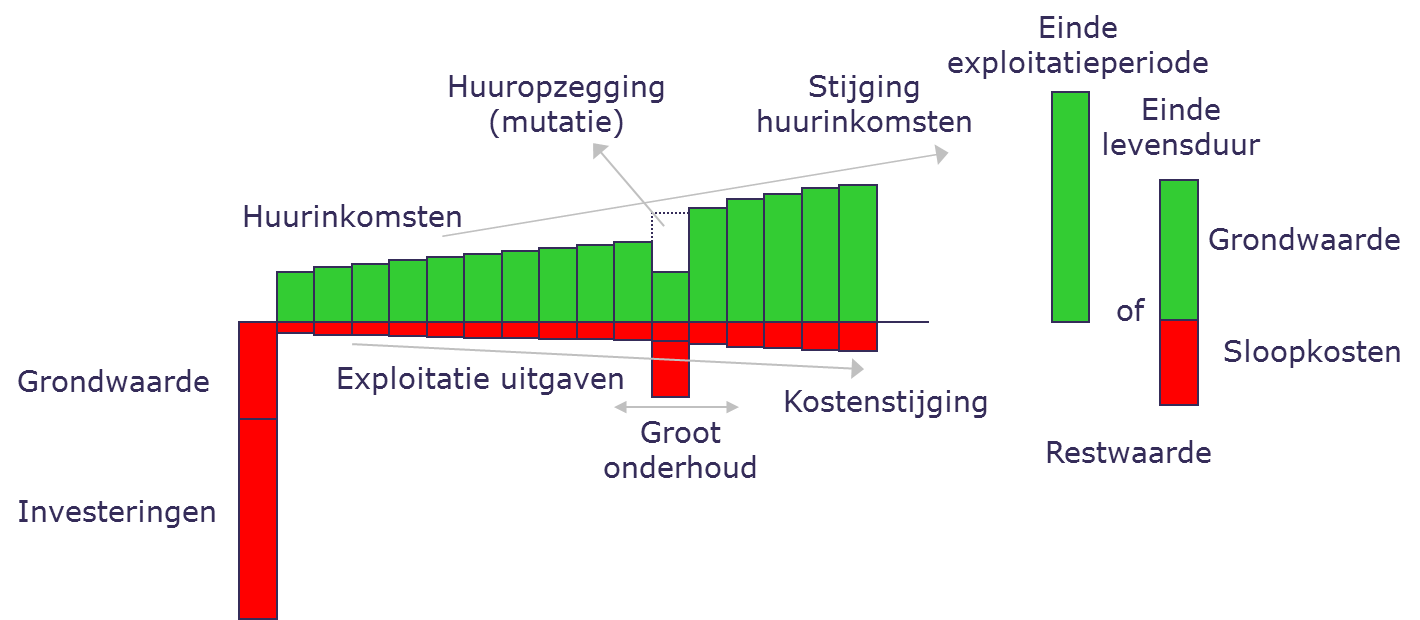 Einde
exploitatieperiode
Huuropzegging
(mutatie)
Stijging
huurinkomsten
Einde
levensduur
Huurinkomsten
Grondwaarde
of
Sloopkosten
Grondwaarde
Exploitatie uitgaven
Kostenstijging
Groot
onderhoud
Restwaarde
Investeringen